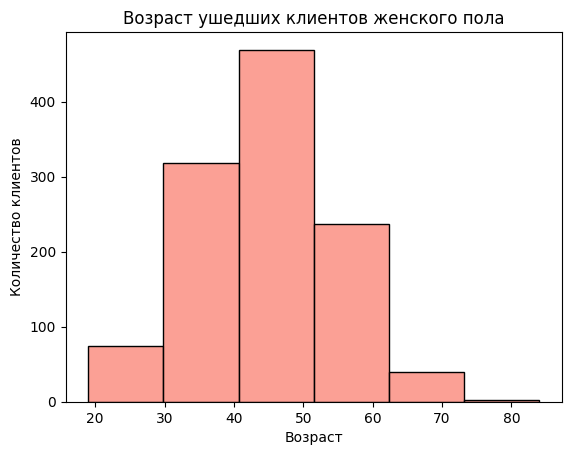 Возраст ушедших клиентов женского пола
Количество клиентов
400
300
200
100
0
20 30 40 50 60 70 80
Возраст